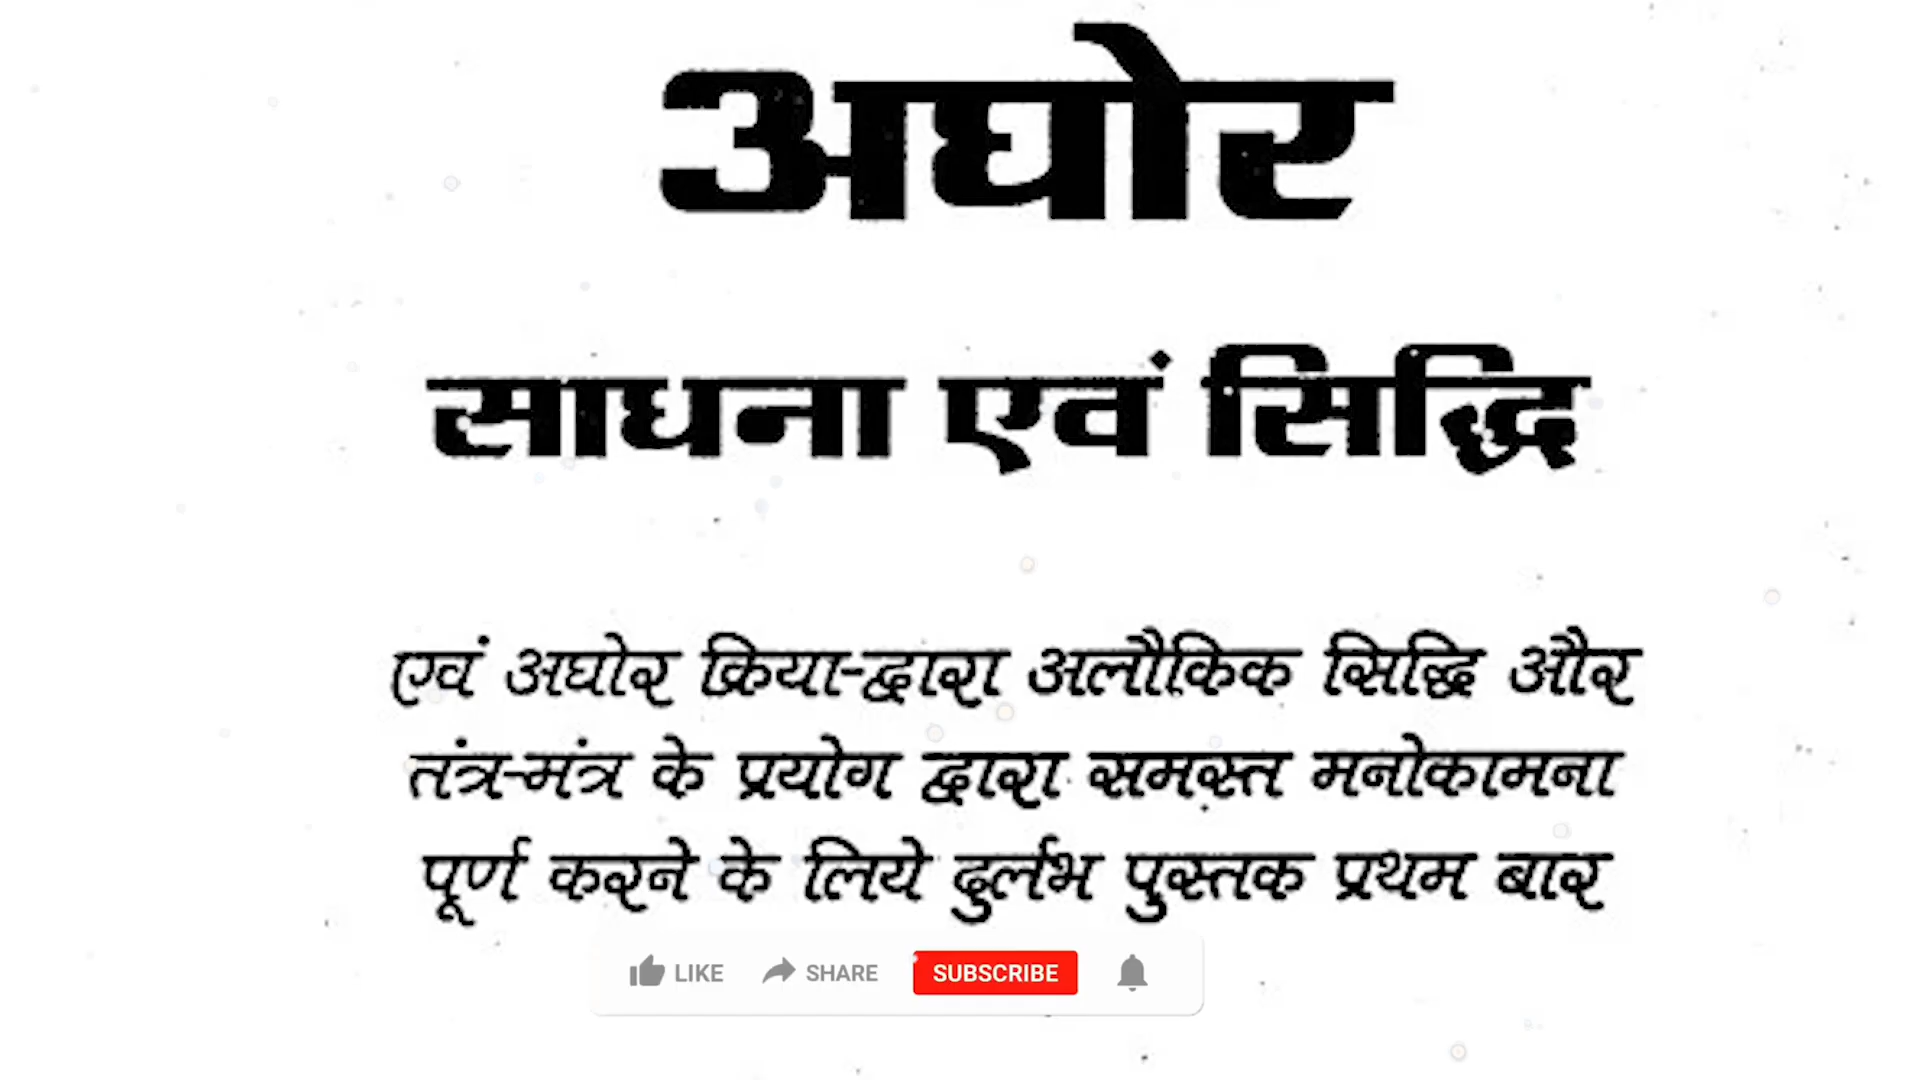 अघोर
साधना एवं सिद्धि
एवं अघोर क्रिया-द्वारा अलौकिक सिद्धि और
तंत्र-मंत्र के प्रयोग द्वारा समस्त मनोकामना
पूर्ण करने के लिये दुर्लभ पुस्तक प्रथम बार
LIKE SHARE SUBSCRIBE